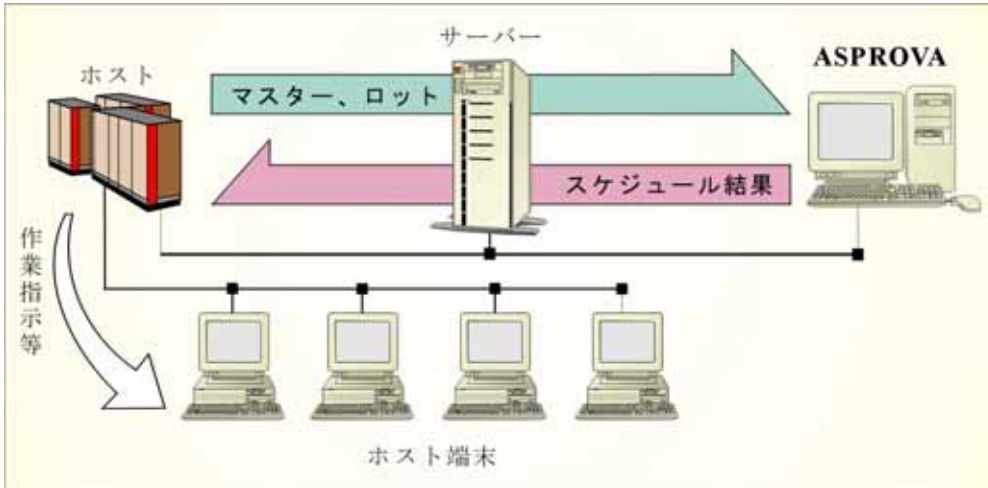 サーバー
ASPROVA
ホスト
マスター、ロット
スケジュール結果
作業指示等
ホスト端末